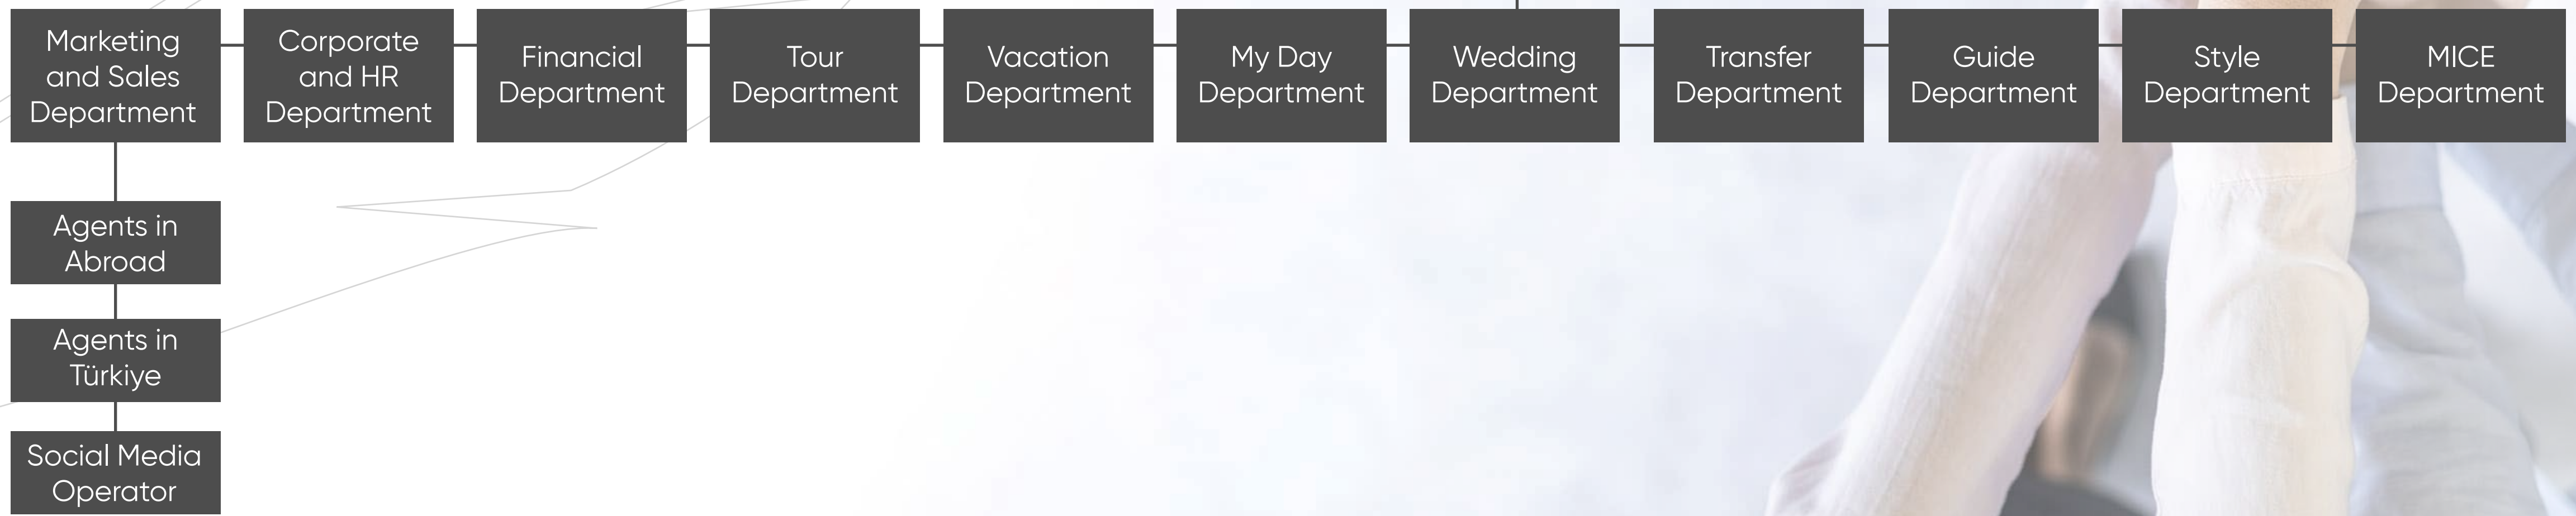 Marketing
and Sales
Department
Corporate
and HR
Department
Financial
Department
Tour
Department
Vacation
Department
My Day
Department
Wedding
Department
Transfer
Department
Guide
Department
Style
Department
MICE
Department
Agents in
Abroad
Agents in
Türkiye
Social Media
Operator